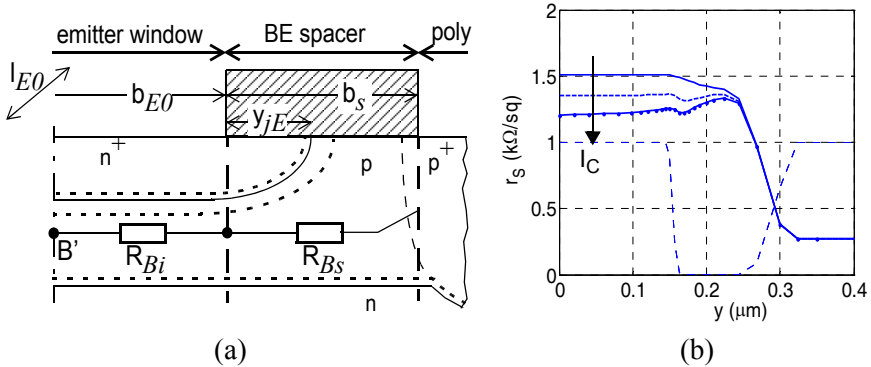 emitter window BE spacer poly
l_E0
b_E0 b_s
y_jE
n+ p p+
B' R_Bi R_Bs
n
(a)
r_S (kΩ/sq)
2
1.5
1
0.5
0
I_C
0 0.1 0.2 0.3 0.4
y (μm)
(b)